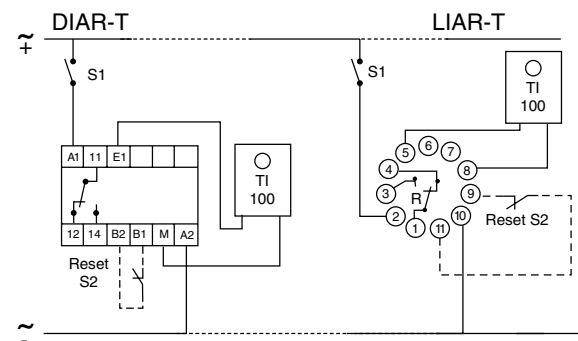 DIAR-T
LIAR-T
~
+
S1
S1
TI
100
A1 11 E1
TI
100
5 6 7
4 8
3 R 9
2 1 11 10
Reset S2
12 14 B2 B1 M A2
Reset
S2
~
-